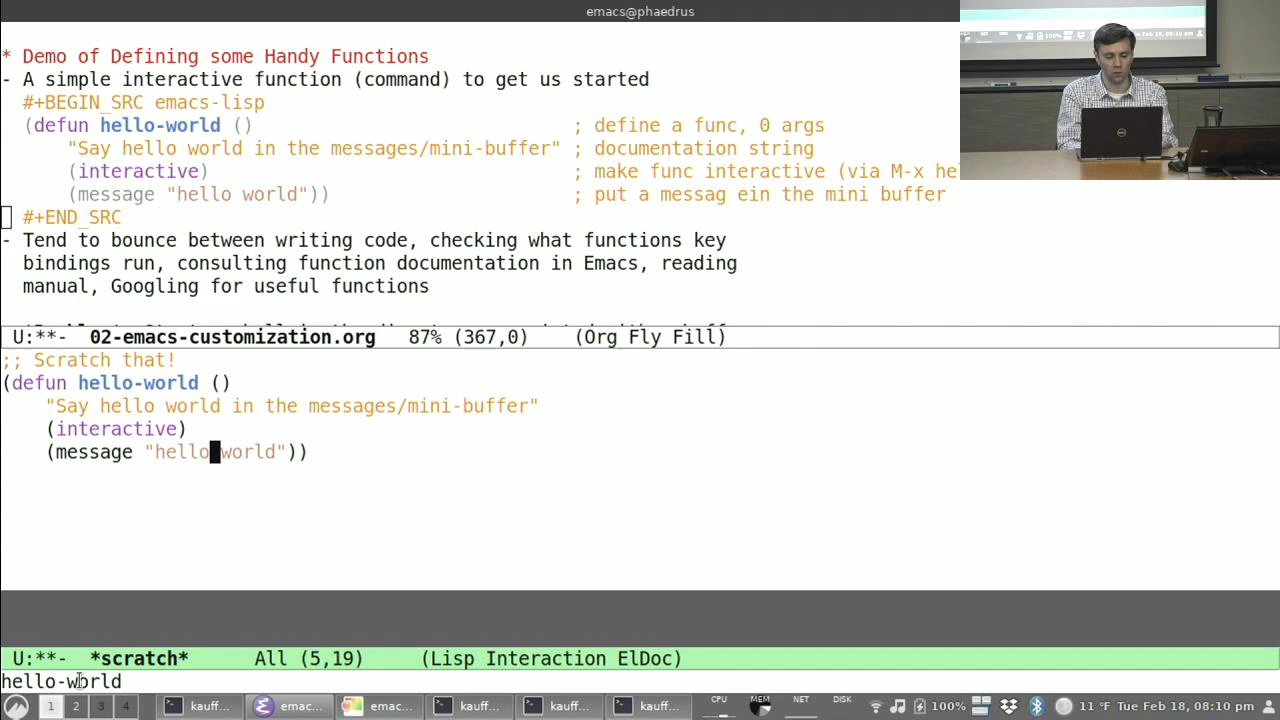 emacs@phaedrus
* Demo of Defining some Handy Functions
- A simple interactive function (command) to get us started
#+BEGIN_SRC emacs-lisp
(defun hello-world () ; define a func, 0 args
"Say hello world in the messages/mini-buffer" ; documentation string
(interactive) ; make func interactive (via M-x he
(message "hello world")) ; put a messag ein the mini buffer
#+END_SRC
- Tend to bounce between writing code, checking what functions key
bindings run, consulting function documentation in Emacs, reading
manual, Googling for useful functions
U:**- 02-emacs-customization.org 87% (367,0) (Org Fly Fill)
;; Scratch that!
(defun hello-world ()
"Say hello world in the messages/mini-buffer"
(interactive)
(message "hello world"))
U:**- *scratch* All (5,19) (Lisp Interaction ElDoc)
hello-world
1 2 3 4 kauff... emac... emac... kauff... kauff... kauff... CPU MEM NET DISK 100% 11 °F Tue Feb 18, 08:10 pm